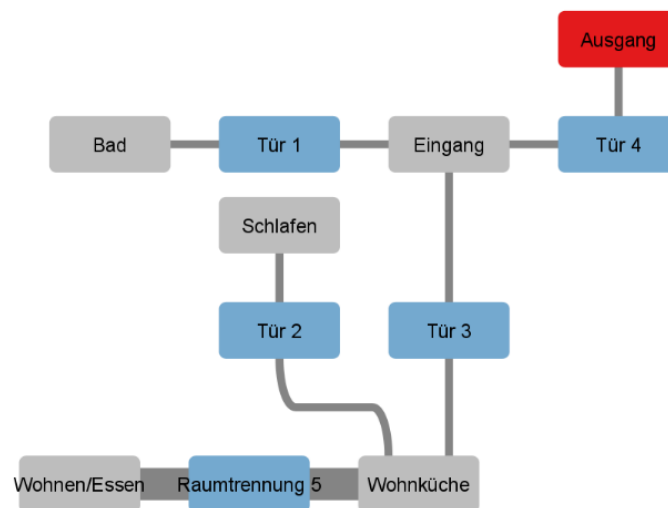 Ausgang
Bad
Tür 1
Eingang
Tür 4
Schlafen
Tür 2
Tür 3
Wohnen/Essen
Raumtrennung 5
Wohnküche